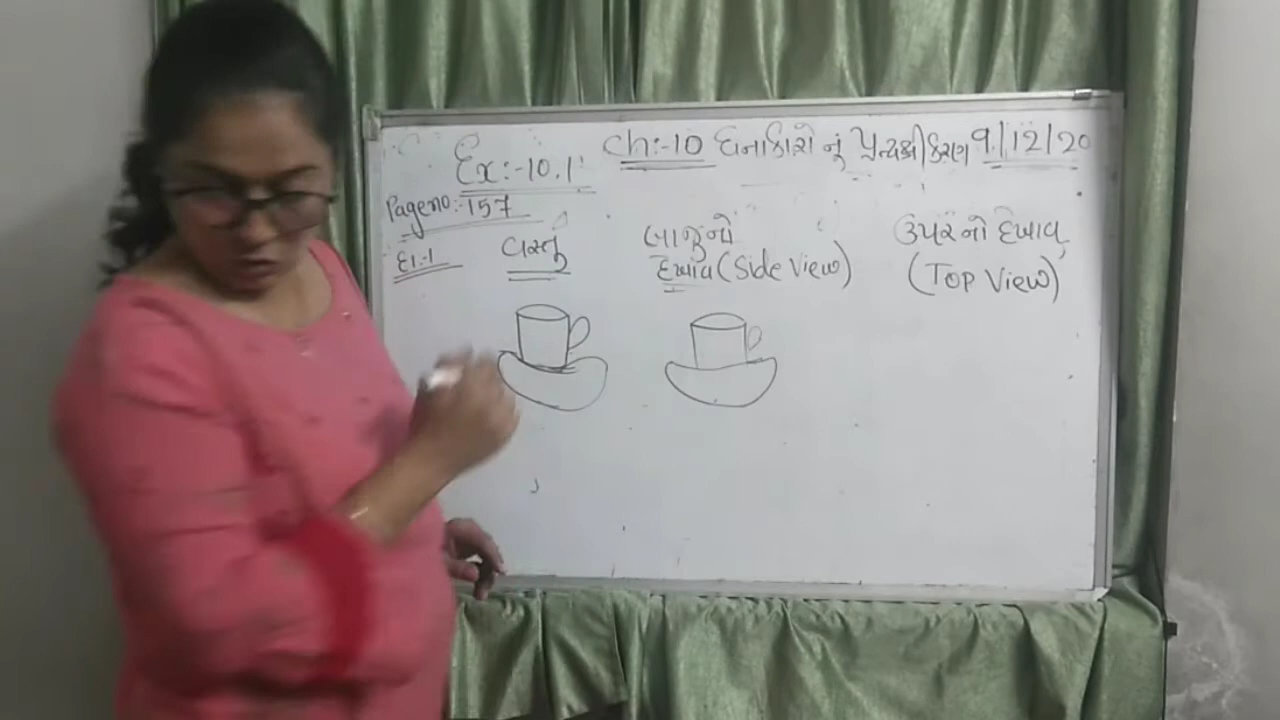 Ch:-10 ઘનાકારોનું પ્રત્યક્ષીકરણ 9/12/20
Ex:-10.1
Page no:-157
દા.-1
વસ્તુ
બાજુનો
દેખાવ (Side View)
ઉપરનો દેખાવ
(Top View)